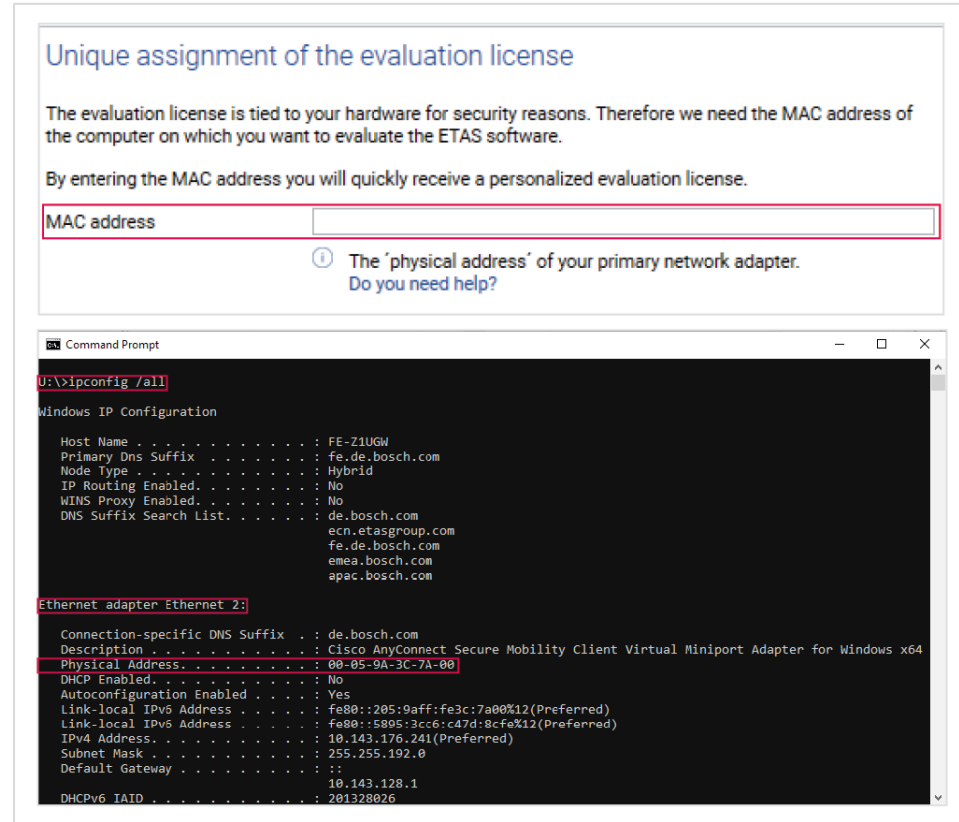 Unique assignment of the evaluation license
The evaluation license is tied to your hardware for security reasons. Therefore we need the MAC address of
the computer on which you want to evaluate the ETAS software.
By entering the MAC address you will quickly receive a personalized evaluation license.
MAC address
The ´physical address´ of your primary network adapter.
Do you need help?
Command Prompt
U:\>ipconfig /all
Windows IP Configuration
Host Name . . . . . . . . . . . . : FE-Z1UGW
Primary Dns Suffix  . . . . . . . : fe.de.bosch.com
Node Type . . . . . . . . . . . . : Hybrid
IP Routing Enabled. . . . . . . . : No
WINS Proxy Enabled. . . . . . . . : No
DNS Suffix Search List. . . . . . : de.bosch.com
ecn.etasgroup.com
fe.de.bosch.com
emea.bosch.com
apac.bosch.com
Ethernet adapter Ethernet 2:
Connection-specific DNS Suffix  . : de.bosch.com
Description . . . . . . . . . . . : Cisco AnyConnect Secure Mobility Client Virtual Miniport Adapter for Windows x64
Physical Address. . . . . . . . . : 00-05-9A-3C-7A-00
DHCP Enabled. . . . . . . . . . . : No
Autoconfiguration Enabled . . . . : Yes
Link-local IPv6 Address . . . . . : fe80::205:9aff:fe3c:7a00%12(Preferred)
Link-local IPv6 Address . . . . . : fe80::5895:3cc6:c47d:8cfe%12(Preferred)
IPv4 Address. . . . . . . . . . . : 10.143.176.241(Preferred)
Subnet Mask . . . . . . . . . . . : 255.255.192.0
Default Gateway . . . . . . . . . : ::
10.143.128.1
DHCPv6 IAID . . . . . . . . . . . : 201328026